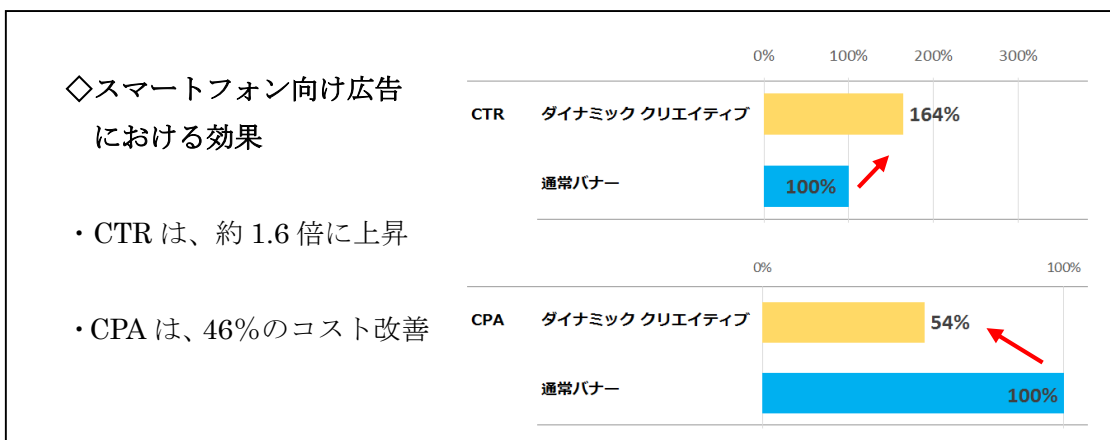 ◇スマートフォン向け広告
における効果
・CTR は、約 1.6 倍に上昇
・CPA は、46%のコスト改善
0% 100% 200% 300%
CTR ダイナミック クリエイティブ 164%
通常バナー 100%
0% 100%
CPA ダイナミック クリエイティブ 54%
通常バナー 100%